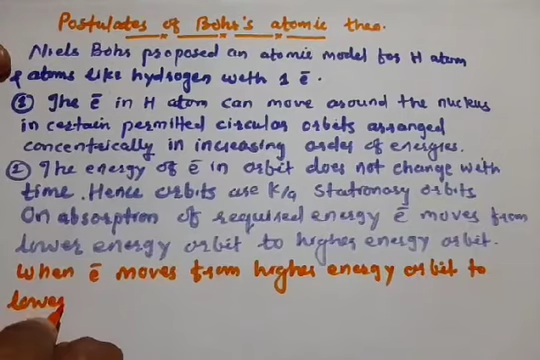 Postulates of Bohr's atomic theo.
Niels Bohr proposed an atomic model for H atom
& atoms like hydrogen with 1 ē.
① The ē in H atom can move around the nucleus
in certain permitted circular orbits arranged
concentrically in increasing order of energies.
② The energy of ē in orbit does not change with
time. Hence orbits are K/a stationary orbits
On absorption of required energy ē moves from
lower energy orbit to higher energy orbit.
When ē moves from higher energy orbit to
lower